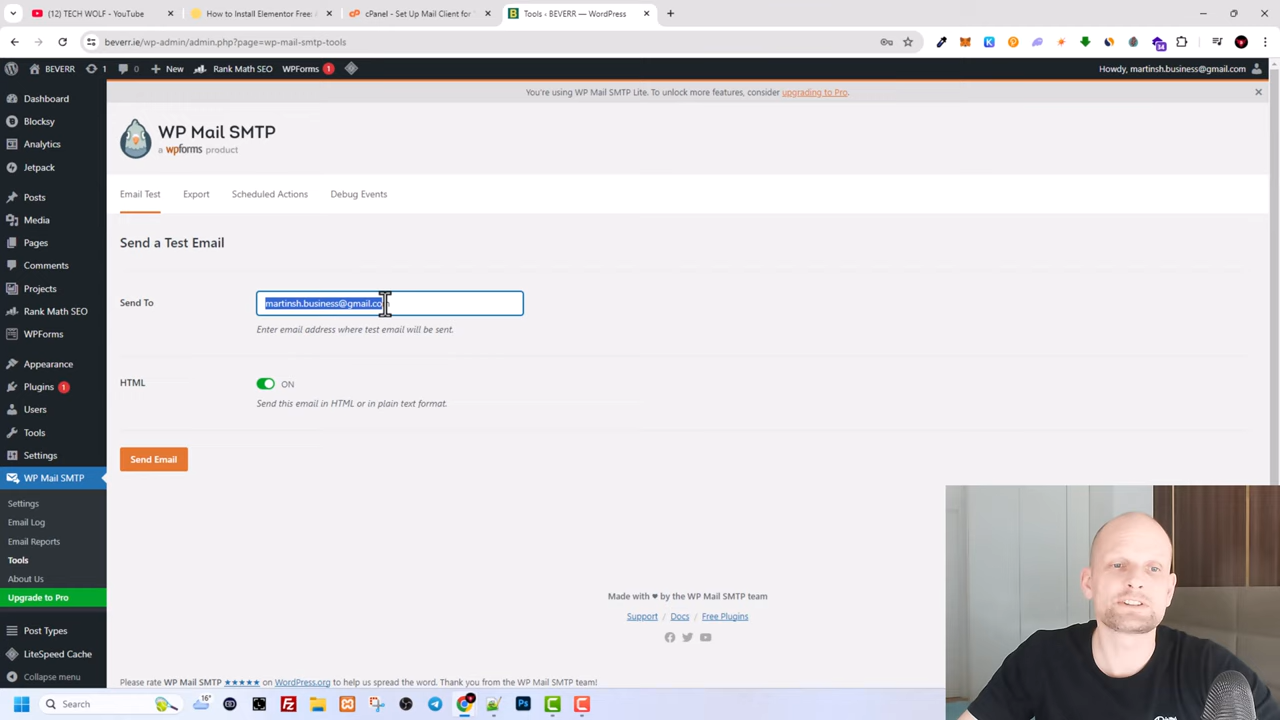 (12) TECH WOLF - YouTube
How to Install Elementor Free:
cPanel - Set Up Mail Client for
Tools - BEVERR — WordPress
beverr.ie/wp-admin/admin.php?page=wp-mail-smtp-tools
34
BEVERR
1
0
New
Rank Math SEO
WPForms 1
Howdy, martinsh.business@gmail.com
You're using WP Mail SMTP Lite. To unlock more features, consider upgrading to Pro.
Dashboard
Blocksy
Analytics
Jetpack
Posts
Media
Pages
Comments
Projects
Rank Math SEO
WPForms
Appearance
Plugins 1
Users
Tools
Settings
WP Mail SMTP
Settings
Email Log
Email Reports
Tools
About Us
Upgrade to Pro
Post Types
LiteSpeed Cache
Collapse menu
WP Mail SMTP
a wpforms product
Email Test
Export
Scheduled Actions
Debug Events
Send a Test Email
Send To
martinsh.business@gmail.com
Enter email address where test email will be sent.
HTML
ON
Send this email in HTML or in plain text format.
Send Email
Made with ♥ by the WP Mail SMTP team
Support / Docs / Free Plugins
Please rate WP Mail SMTP ★★★★★ on WordPress.org to help us spread the word. Thank you from the WP Mail SMTP team!
Search
16°
Ps